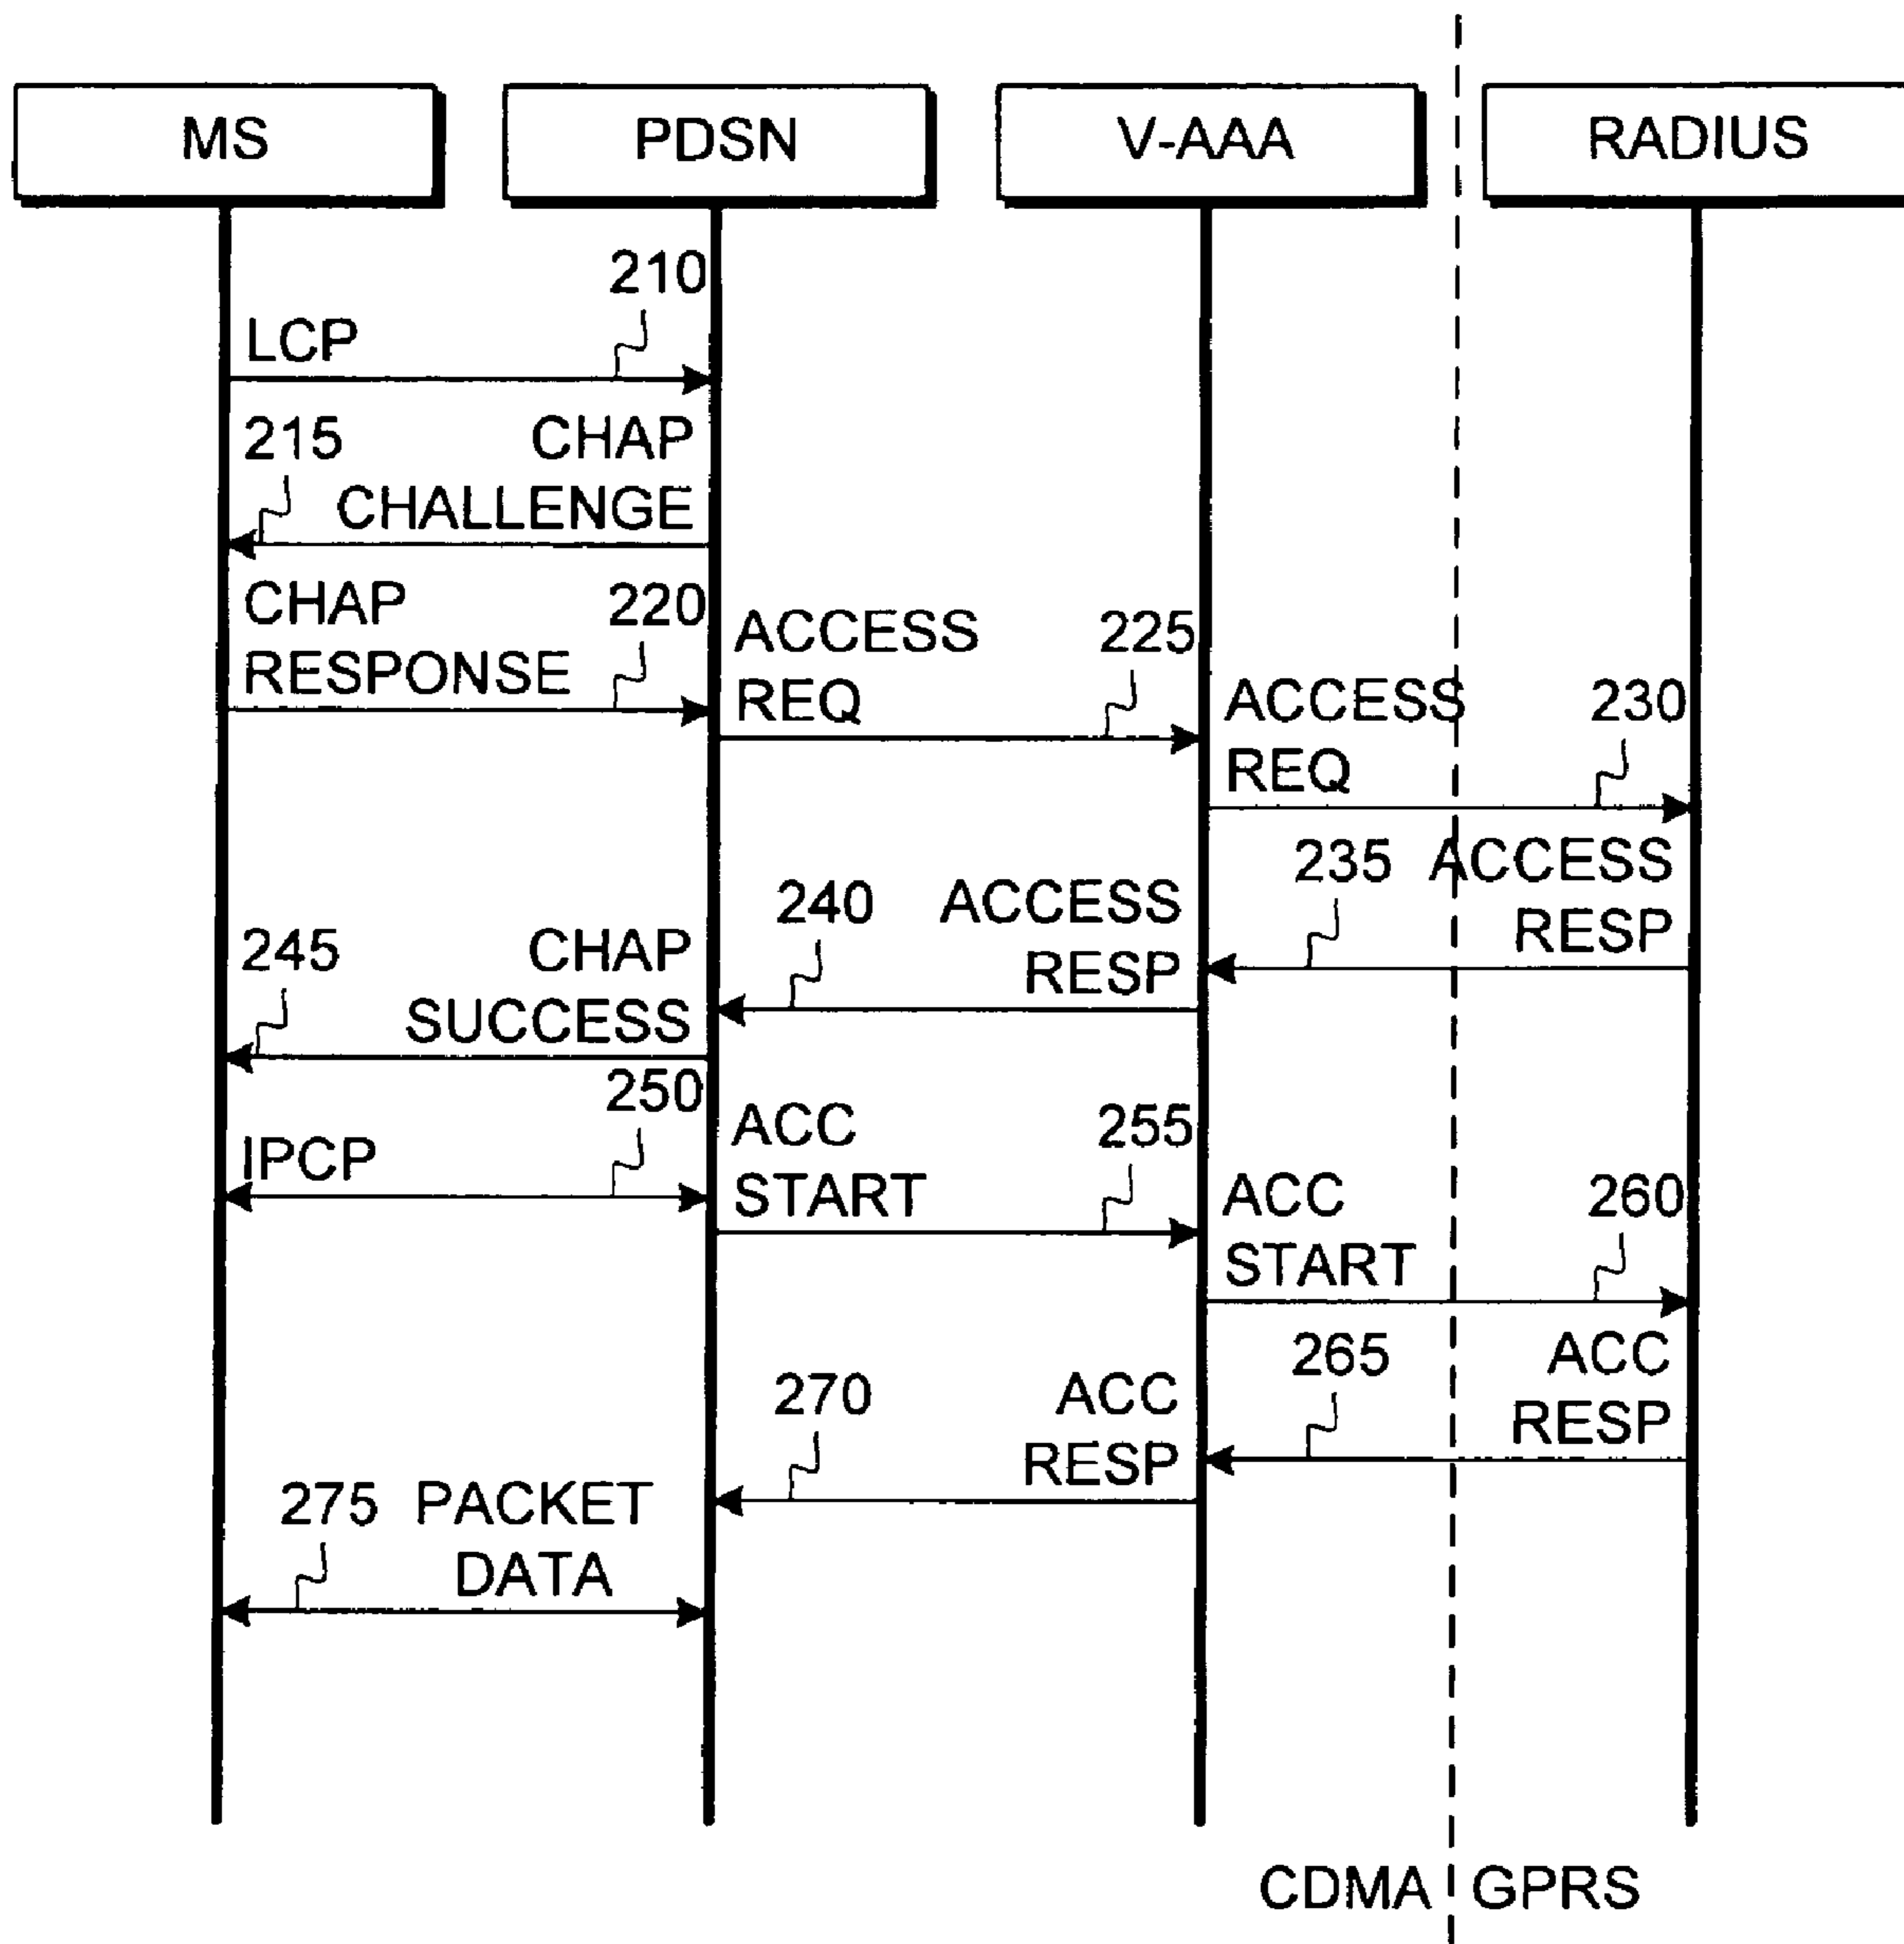 MS PDSN V-AAA RADIUS
210
LCP
215 CHAP
CHALLENGE
CHAP 220
RESPONSE
ACCESS 225
REQ
ACCESS 230
REQ
235 ACCESS
RESP
240 ACCESS
RESP
245 CHAP
SUCCESS
250
IPCP
ACC 255
START
ACC 260
START
265 ACC
RESP
270 ACC
RESP
275 PACKET
DATA
CDMA GPRS